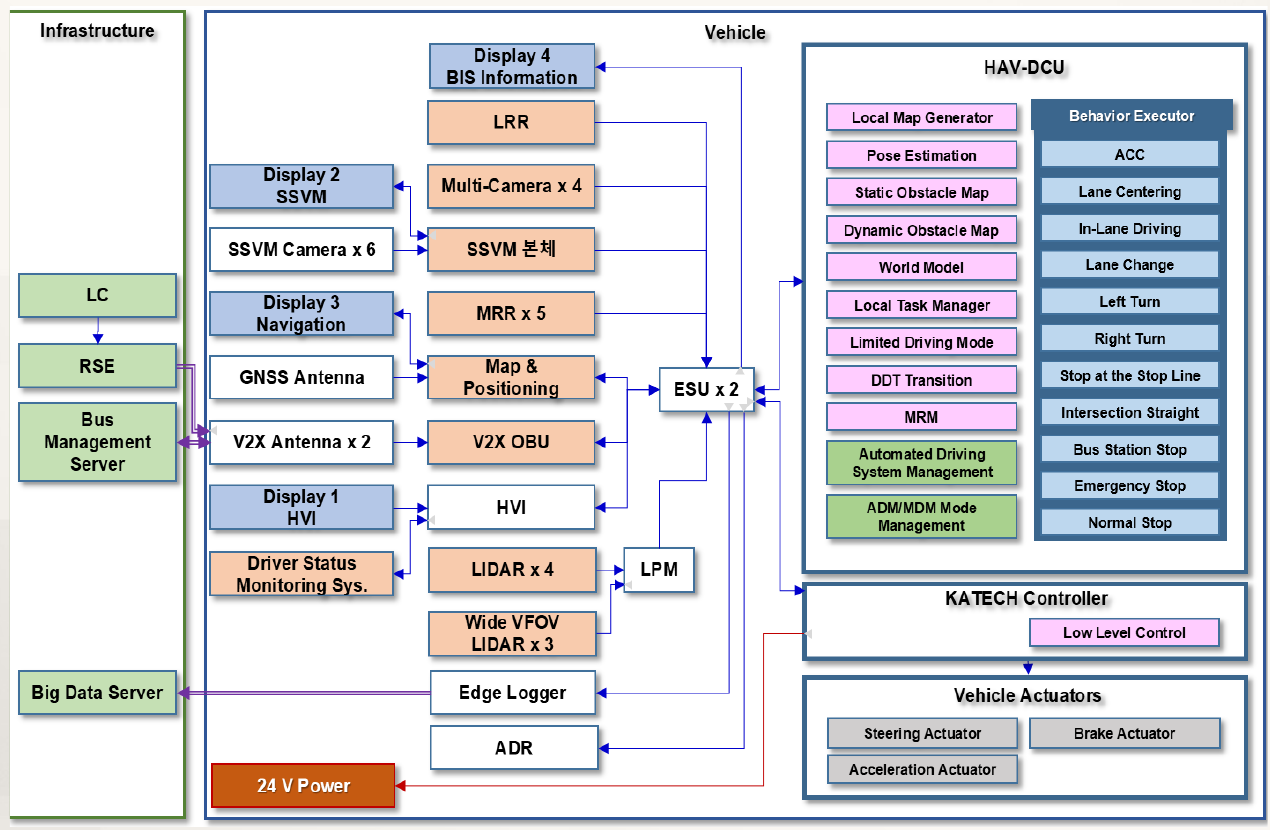 Infrastructure
LC
RSE
Bus
Management
Server
Big Data Server
Vehicle
Display 2
SSVM
SSVM Camera x 6
Display 3
Navigation
GNSS Antenna
V2X Antenna x 2
Display 1
HVI
Driver Status
Monitoring Sys.
24 V Power
Display 4
BIS Information
LRR
Multi-Camera x 4
SSVM 본체
MRR x 5
Map &
Positioning
V2X OBU
HVI
LIDAR x 4
Wide VFOV
LIDAR x 3
Edge Logger
ADR
ESU x 2
LPM
HAV-DCU
Local Map Generator
Pose Estimation
Static Obstacle Map
Dynamic Obstacle Map
World Model
Local Task Manager
Limited Driving Mode
DDT Transition
MRM
Automated Driving
System Management
ADM/MDM Mode
Management
Behavior Executor
ACC
Lane Centering
In-Lane Driving
Lane Change
Left Turn
Right Turn
Stop at the Stop Line
Intersection Straight
Bus Station Stop
Emergency Stop
Normal Stop
KATECH Controller
Low Level Control
Vehicle Actuators
Steering Actuator
Brake Actuator
Acceleration Actuator